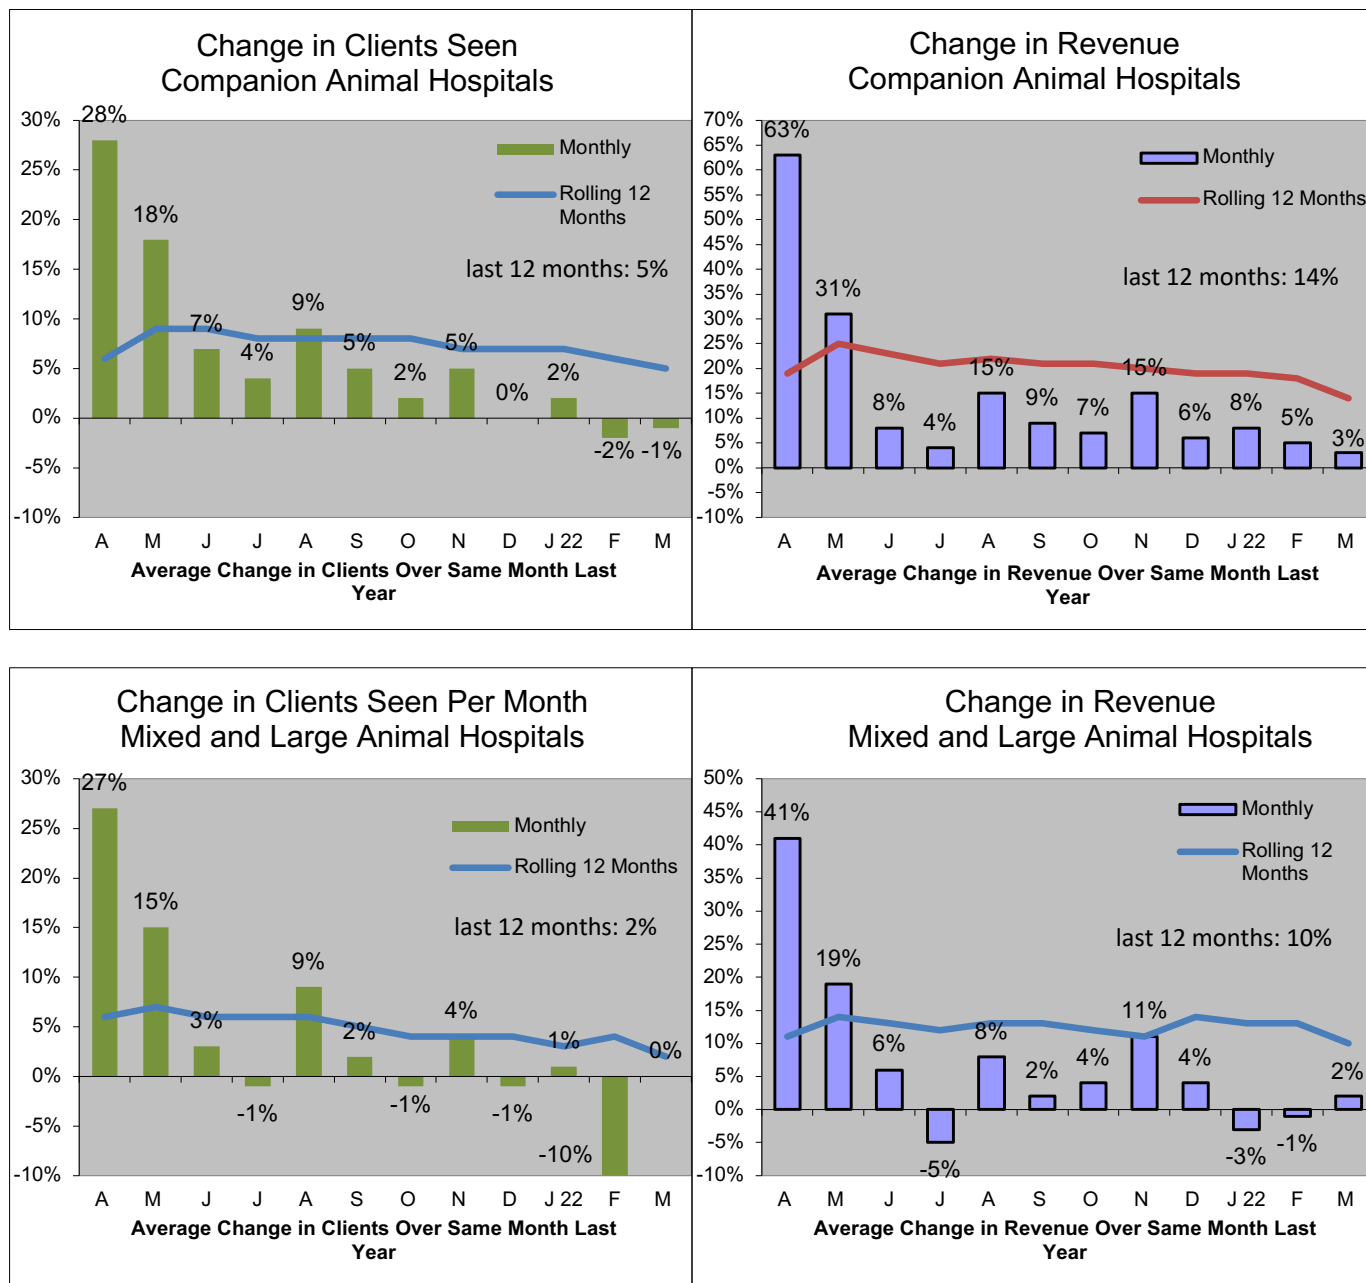 Change in Clients Seen
Companion Animal Hospitals
30%
25%
20%
15%
10%
5%
0%
-5%
-10%
28%
18%
7%
4%
9%
5%
2%
5%
0%
2%
-2%
-1%
Monthly
Rolling 12
Months
last 12 months: 5%
A M J J A S O N D J 22 F M
Average Change in Clients Over Same Month Last
Year
Change in Revenue
Companion Animal Hospitals
70%
65%
60%
55%
50%
45%
40%
35%
30%
25%
20%
15%
10%
5%
0%
-5%
-10%
63%
31%
8%
4%
15%
9%
7%
15%
6%
8%
5%
3%
Monthly
Rolling 12 Months
last 12 months: 14%
A M J J A S O N D J 22 F M
Average Change in Revenue Over Same Month Last
Year
Change in Clients Seen Per Month
Mixed and Large Animal Hospitals
30%
25%
20%
15%
10%
5%
0%
-5%
-10%
27%
15%
3%
-1%
9%
2%
-1%
4%
-1%
1%
-10%
0%
Monthly
Rolling 12 Months
last 12 months: 2%
A M J J A S O N D J 22 F M
Average Change in Clients Over Same Month Last
Year
Change in Revenue
Mixed and Large Animal Hospitals
50%
45%
40%
35%
30%
25%
20%
15%
10%
5%
0%
-5%
-10%
41%
19%
6%
-5%
8%
2%
4%
11%
4%
-3%
-1%
2%
Monthly
Rolling 12
Months
last 12 months: 10%
A M J J A S O N D J 22 F M
Average Change in Revenue Over Same Month Last
Year